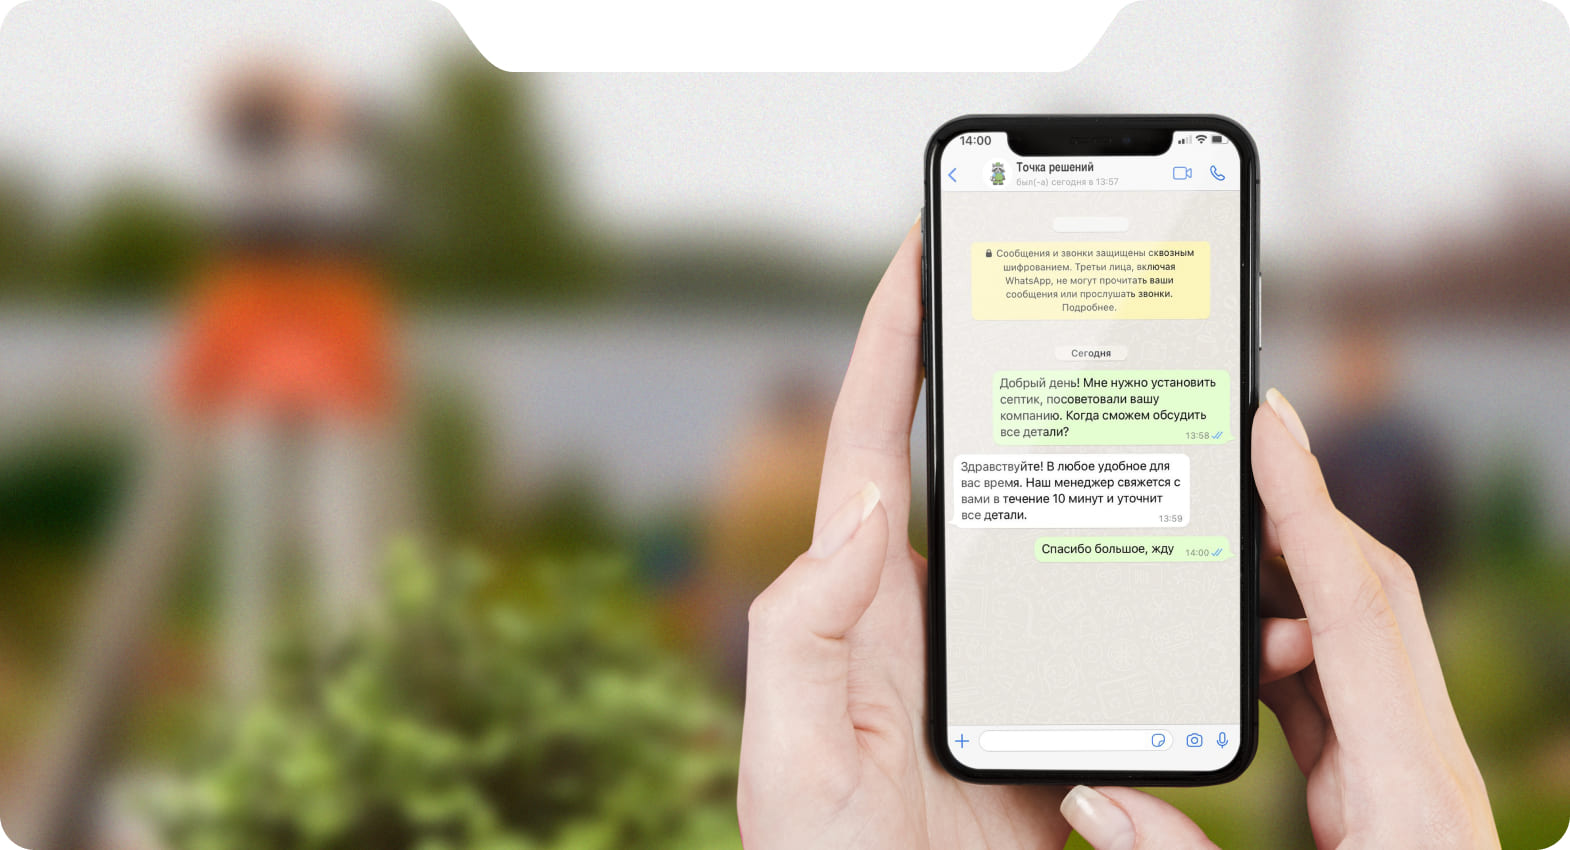 14:00
Точка решений
был(-а) сегодня в 13:57
Сообщения и звонки защищены сквозным
шифрованием. Третьи лица, включая
WhatsApp, не могут прочитать ваши
сообщения или прослушать звонки.
Подробнее.
Сегодня
Добрый день! Мне нужно установить
септик, посоветовали вашу
компанию. Когда сможем обсудить
все детали?
13:58
Здравствуйте! В любое удобное для
вас время. Наш менеджер свяжется с
вами в течение 10 минут и уточнит
все детали.
13:59
Спасибо большое, жду
14:00